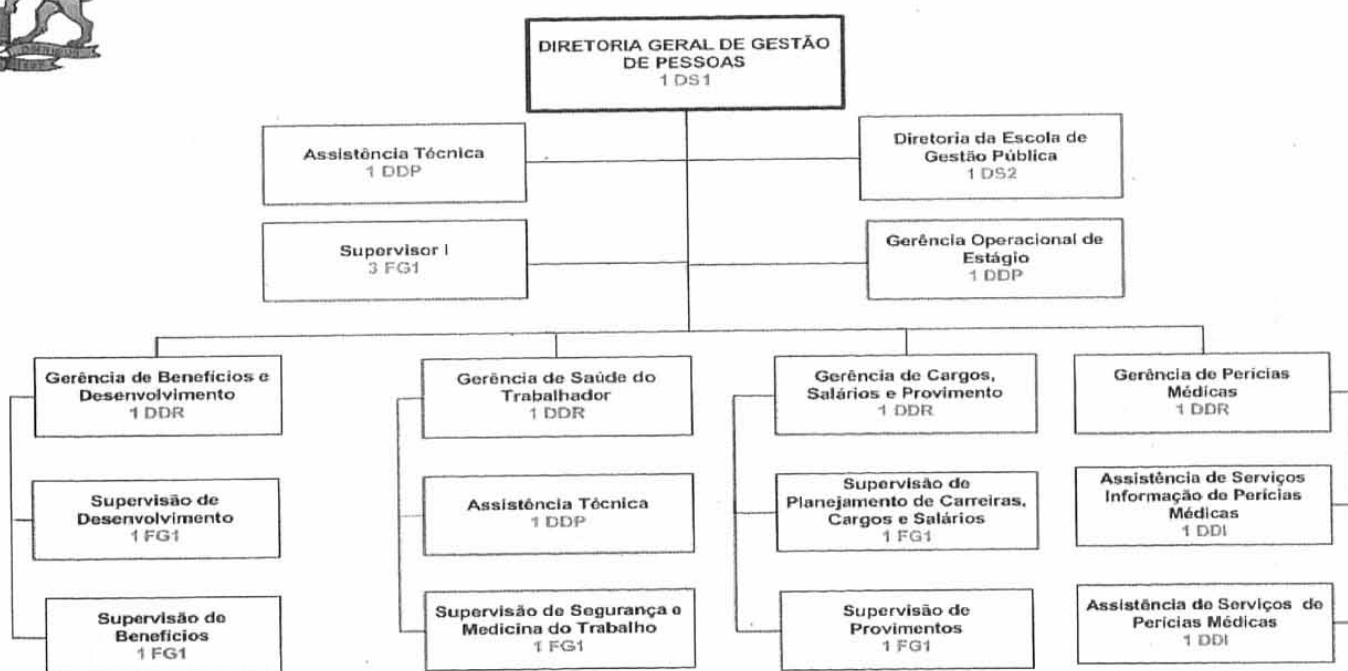 DIRETORIA GERAL DE GESTÃO
DE PESSOAS
1 DS1
Assistência Técnica
1 DDP
Diretoria da Escola de
Gestão Pública
1 DS2
Supervisor I
3 FG1
Gerência Operacional de
Estágio
1 DDP
Gerência de Benefícios e
Desenvolvimento
1 DDR
Gerência de Saúde do
Trabalhador
1 DDR
Gerência de Cargos,
Salários e Provimento
1 DDR
Gerência de Perícias
Médicas
1 DDR
Supervisão de
Desenvolvimento
1 FG1
Assistência Técnica
1 DDP
Supervisão de
Planejamento de Carreiras,
Cargos e Salários
1 FG1
Assistência de Serviços
Informação de Perícias
Médicas
1 DDI
Supervisão de
Benefícios
1 FG1
Supervisão de Segurança e
Medicina do Trabalho
1 FG1
Supervisão de
Provimentos
1 FG1
Assistência de Serviços de
Perícias Médicas
1 DDI